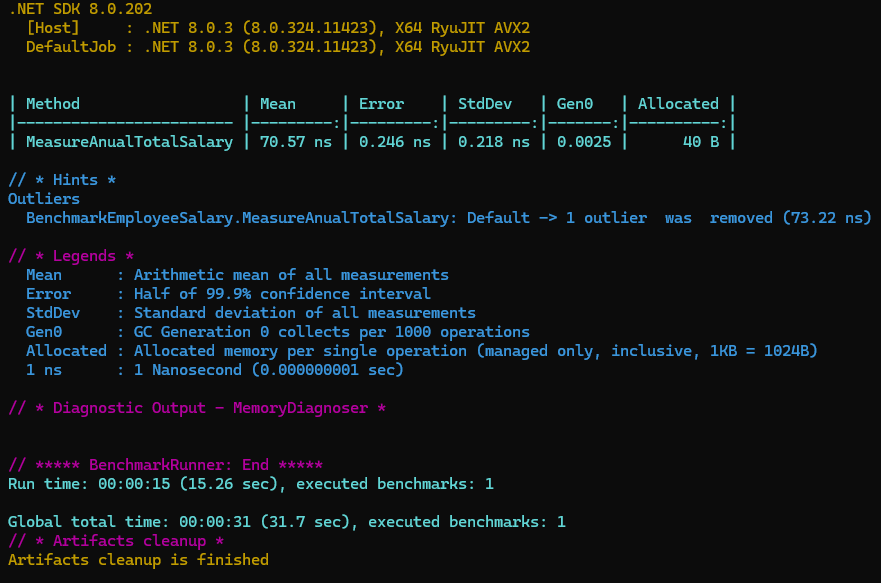 .NET SDK 8.0.202
  [Host]     : .NET 8.0.3 (8.0.324.11423), X64 RyuJIT AVX2
  DefaultJob : .NET 8.0.3 (8.0.324.11423), X64 RyuJIT AVX2
| Method                  | Mean     | Error    | StdDev   | Gen0   | Allocated |
|------------------------ |---------:|---------:|---------:|-------:|----------:|
| MeasureAnualTotalSalary | 70.57 ns | 0.246 ns | 0.218 ns | 0.0025 |      40 B |
// * Hints *
Outliers
  BenchmarkEmployeeSalary.MeasureAnualTotalSalary: Default -> 1 outlier  was  removed (73.22 ns)
// * Legends *
  Mean      : Arithmetic mean of all measurements
  Error     : Half of 99.9% confidence interval
  StdDev    : Standard deviation of all measurements
  Gen0      : GC Generation 0 collects per 1000 operations
  Allocated : Allocated memory per single operation (managed only, inclusive, 1KB = 1024B)
  1 ns      : 1 Nanosecond (0.000000001 sec)
// * Diagnostic Output - MemoryDiagnoser *
// ***** BenchmarkRunner: End *****
Run time: 00:00:15 (15.26 sec), executed benchmarks: 1
Global total time: 00:00:31 (31.7 sec), executed benchmarks: 1
// * Artifacts cleanup *
Artifacts cleanup is finished